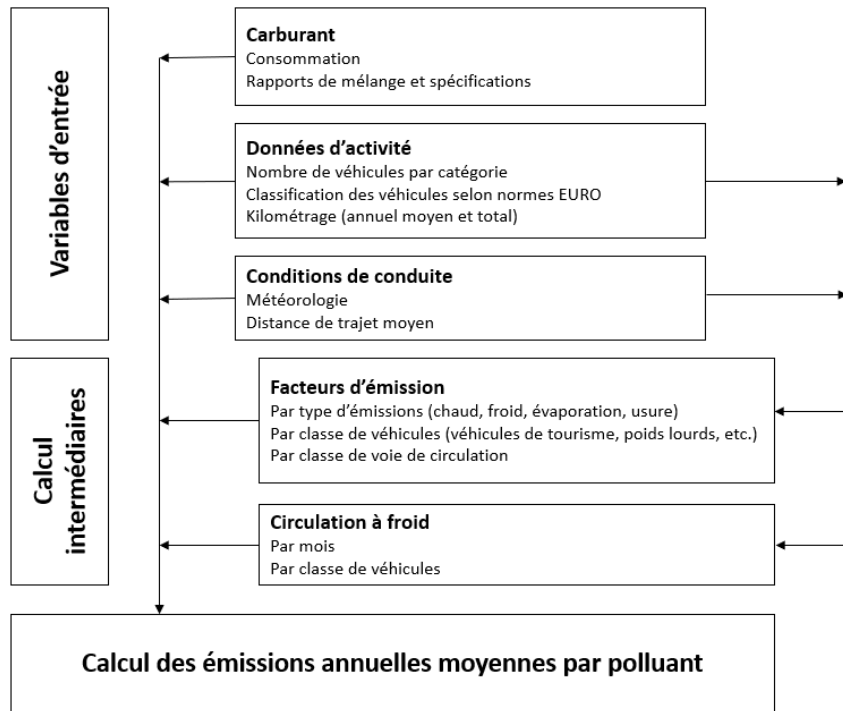 Variables d'entrée
Carburant
Consommation
Rapports de mélange et spécifications
Données d'activité
Nombre de véhicules par catégorie
Classification des véhicules selon normes EURO
Kilométrage (annuel moyen et total)
Conditions de conduite
Météorologie
Distance de trajet moyen
Calcul
intermédiaires
Facteurs d'émission
Par type d'émissions (chaud, froid, évaporation, usure)
Par classe de véhicules (véhicules de tourisme, poids lourds, etc.)
Par classe de voie de circulation
Circulation à froid
Par mois
Par classe de véhicules
Calcul des émissions annuelles moyennes par polluant